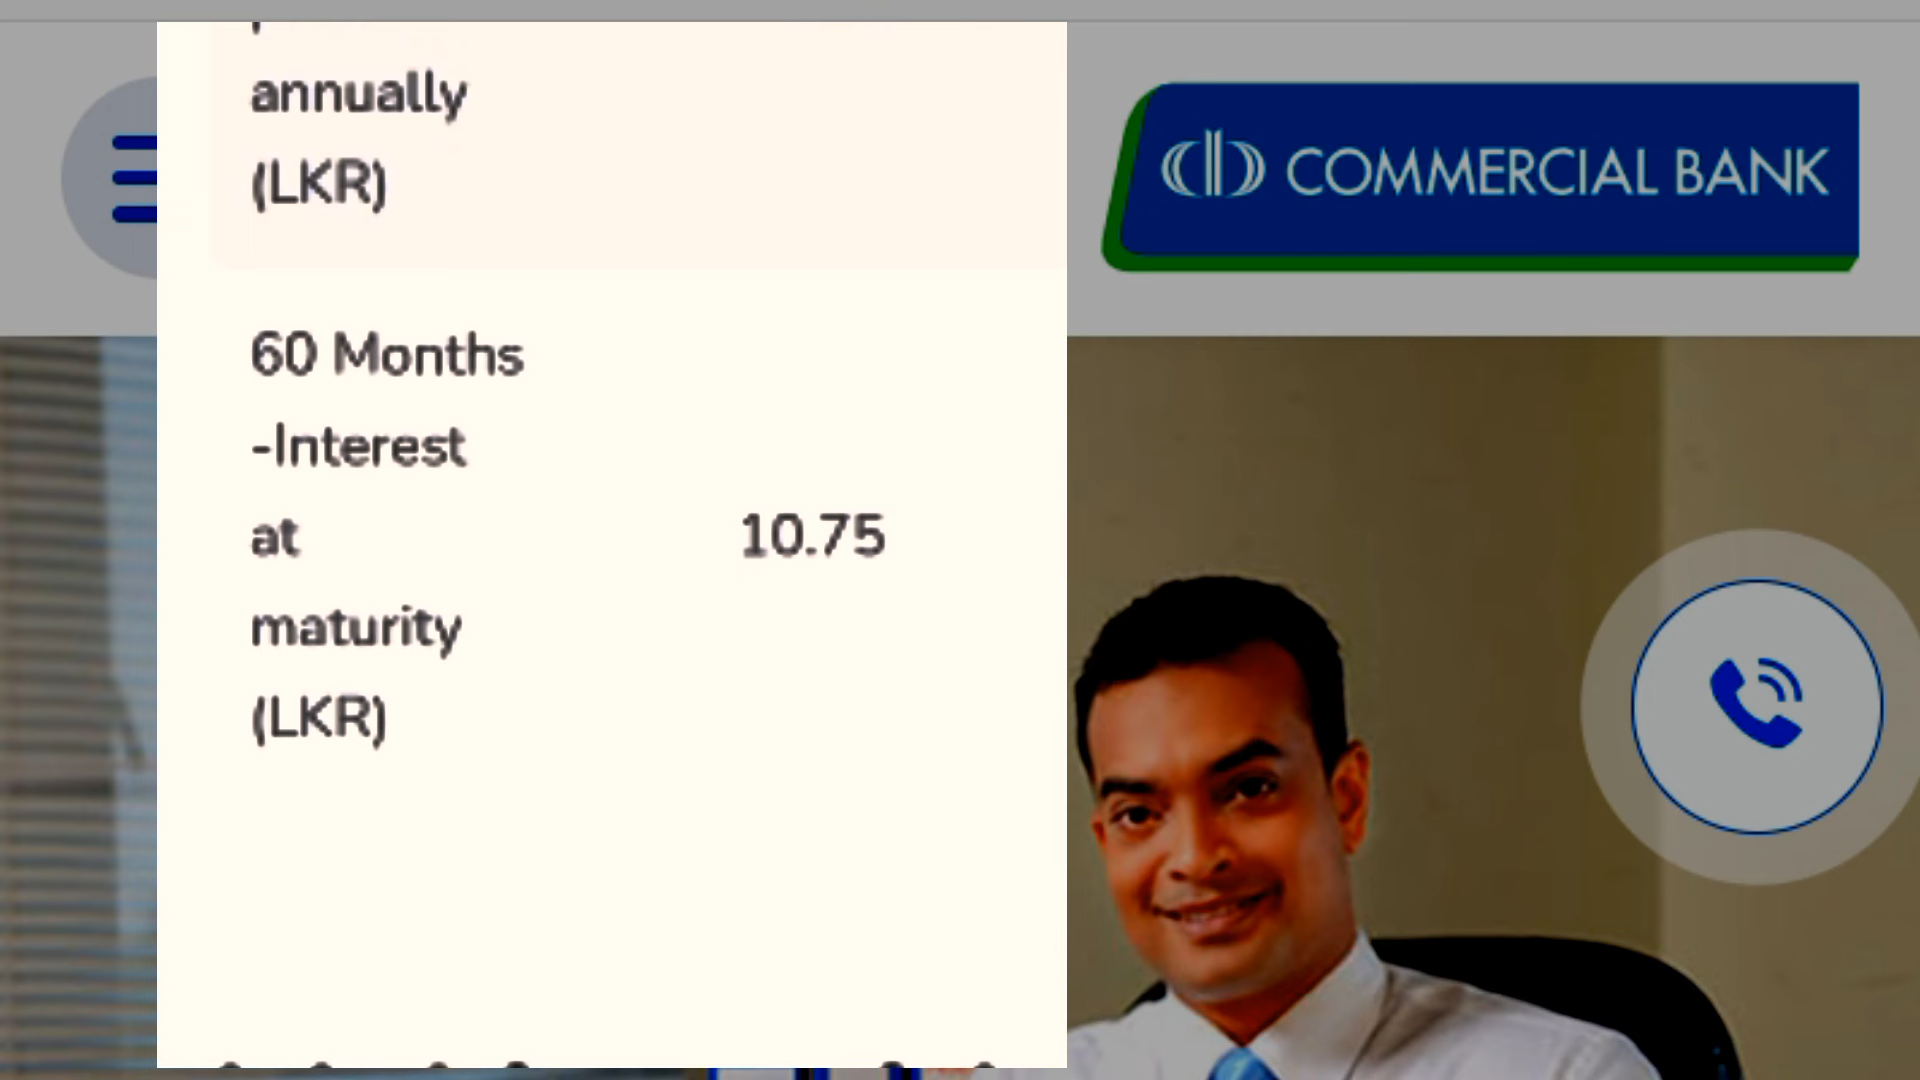 annually
(LKR)
60 Months
-Interest
at 10.75
maturity
(LKR)
COMMERCIAL BANK